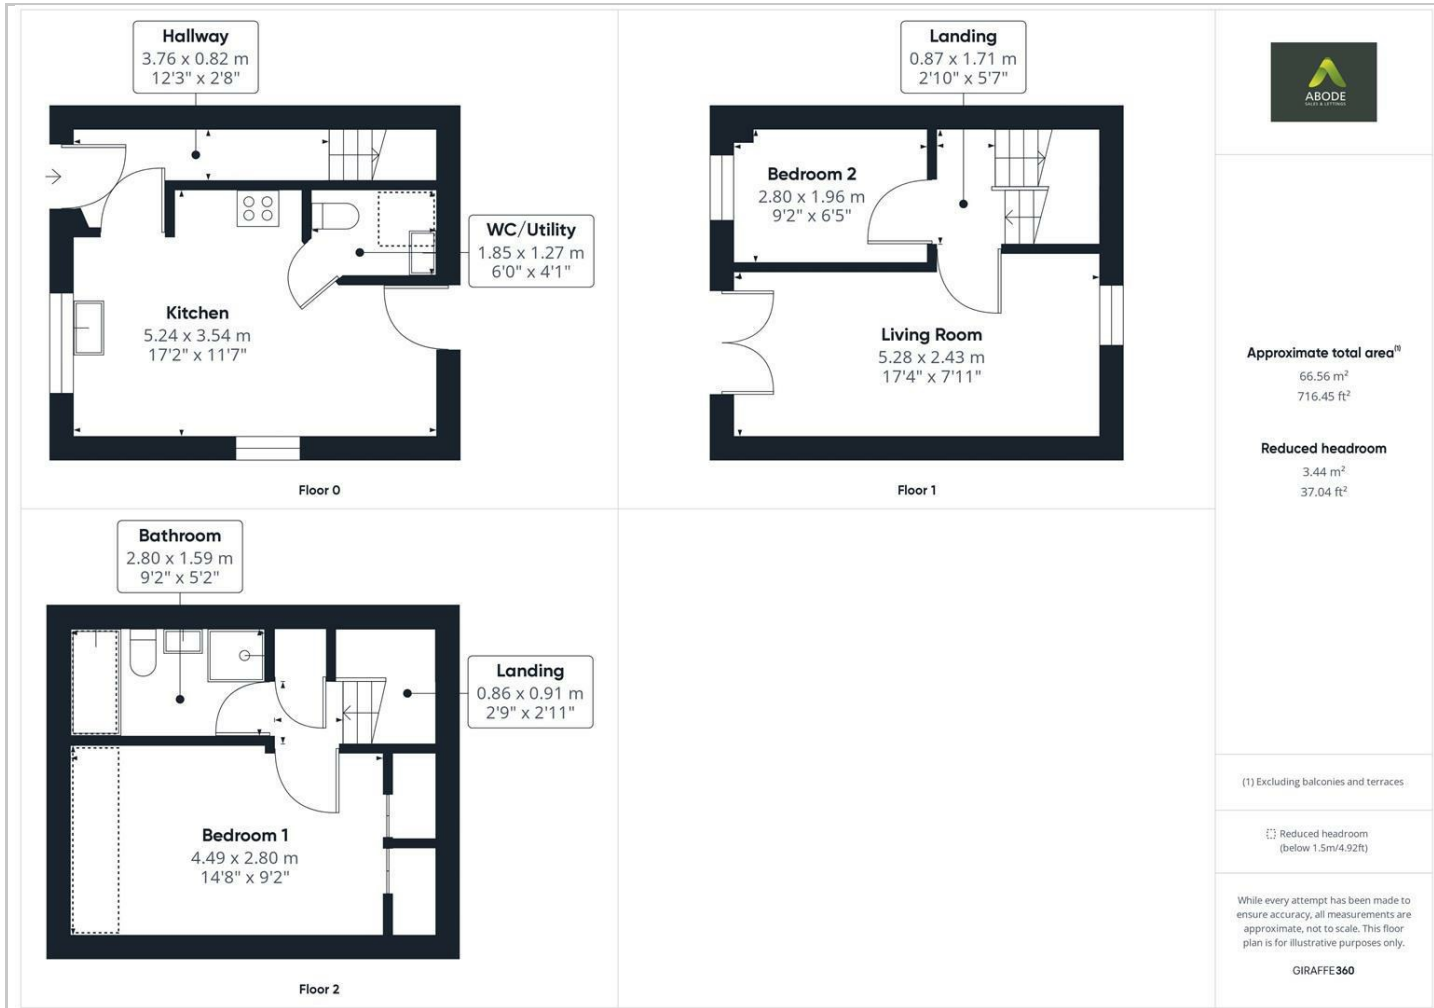 Hallway
3.76 x 0.82 m
12'3" x 2'8"
WC/Utility
1.85 x 1.27 m
6'0" x 4'1"
Kitchen
5.24 x 3.54 m
17'2" x 11'7"
Floor 0
Landing
0.87 x 1.71 m
2'10" x 5'7"
Bedroom 2
2.80 x 1.96 m
9'2" x 6'5"
Living Room
5.28 x 2.43 m
17'4" x 7'11"
Floor 1
Bathroom
2.80 x 1.59 m
9'2" x 5'2"
Landing
0.86 x 0.91 m
2'9" x 2'11"
Bedroom 1
4.49 x 2.80 m
14'8" x 9'2"
Floor 2
ABODE
SALES & LETTINGS
Approximate total area(1)
66.56 m²
716.45 ft²
Reduced headroom
3.44 m²
37.04 ft²
(1) Excluding balconies and terraces
Reduced headroom
(below 1.5m/4.92ft)
While every attempt has been made to
ensure accuracy, all measurements are
approximate, not to scale. This floor
plan is for illustrative purposes only.
GIRAFFE360